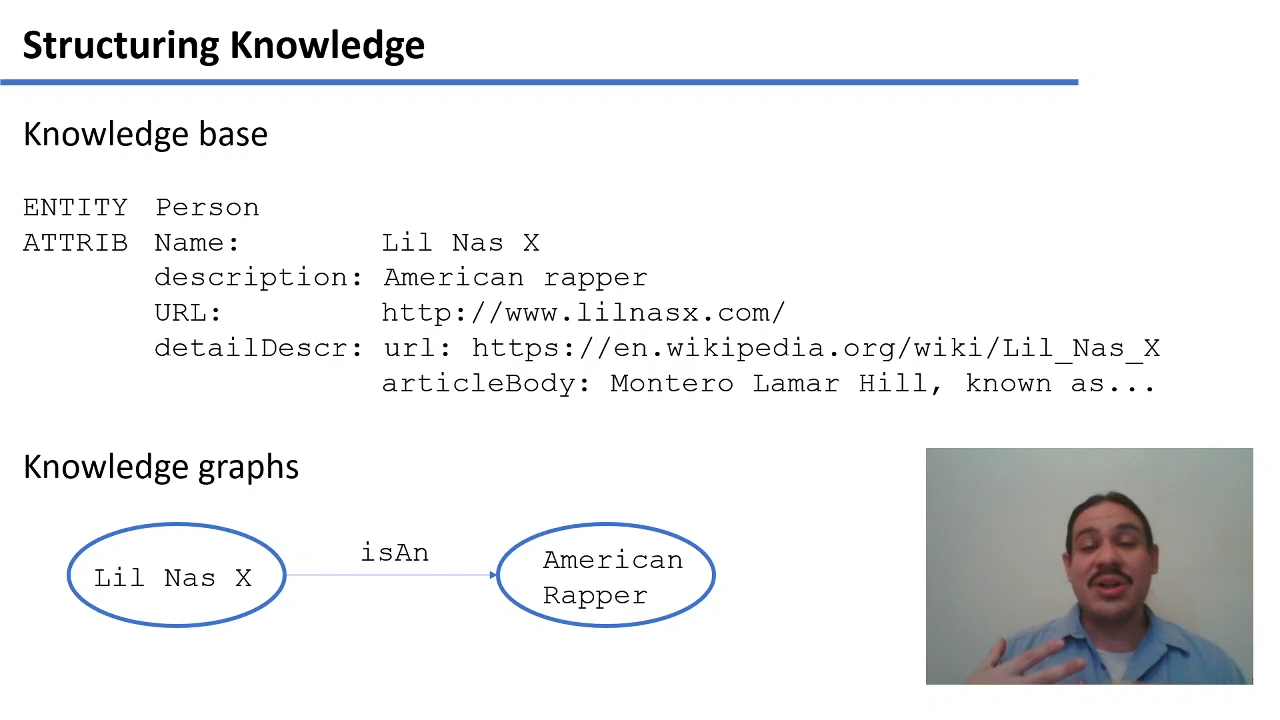 Structuring Knowledge
Knowledge base
ENTITY Person
ATTRIB Name: Lil Nas X
description: American rapper
URL: http://www.lilnasx.com/
detailDescr: url: https://en.wikipedia.org/wiki/Lil_Nas_X
articleBody: Montero Lamar Hill, known as...
Knowledge graphs
Lil Nas X
isAn
American
Rapper